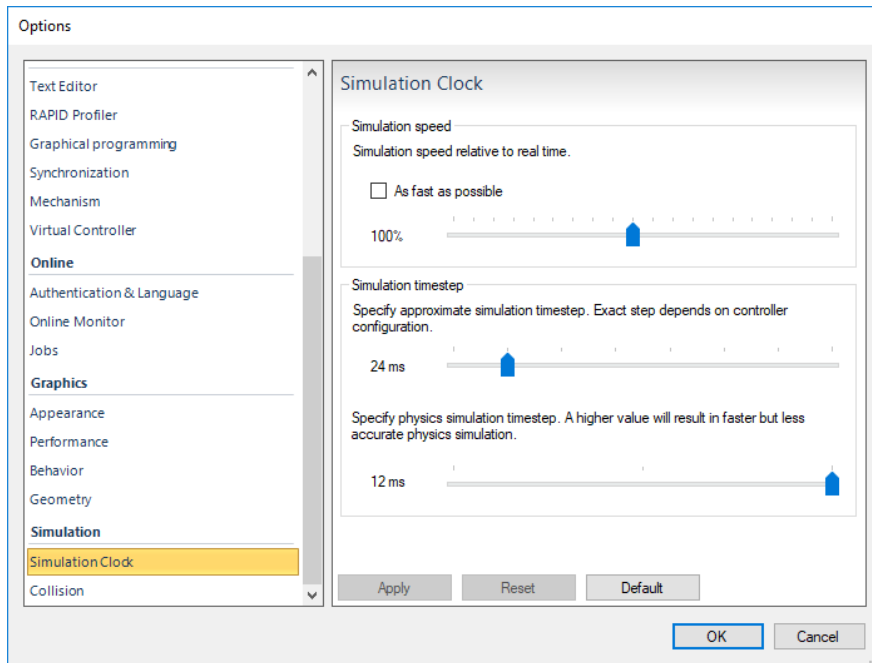 Options
Text Editor
RAPID Profiler
Graphical programming
Synchronization
Mechanism
Virtual Controller
Online
Authentication & Language
Online Monitor
Jobs
Graphics
Appearance
Performance
Behavior
Geometry
Simulation
Simulation Clock
Collision
Simulation Clock
Simulation speed
Simulation speed relative to real time.
As fast as possible
100%
Simulation timestep
Specify approximate simulation timestep. Exact step depends on controller
configuration.
24 ms
Specify physics simulation timestep. A higher value will result in faster but less
accurate physics simulation.
12 ms
Apply
Reset
Default
OK
Cancel